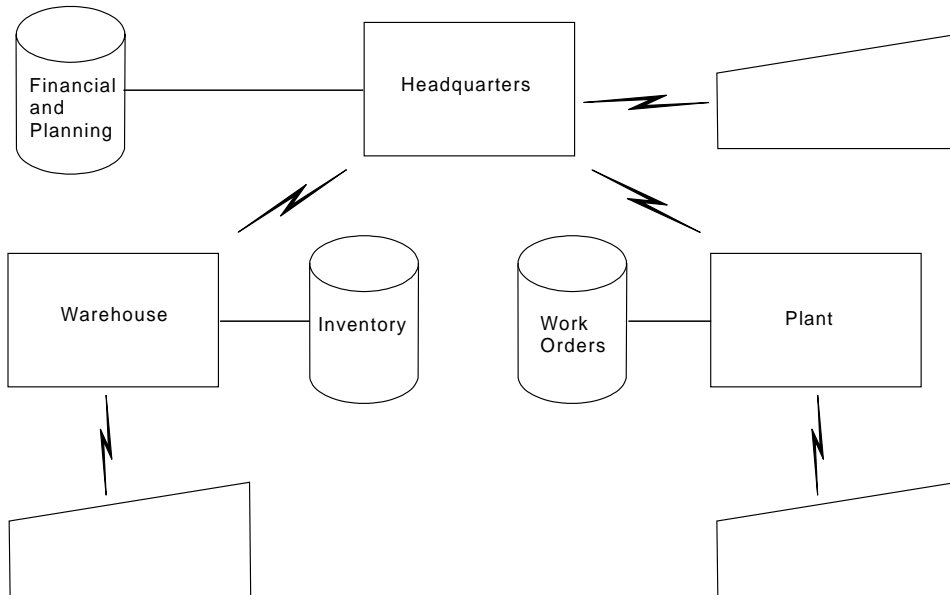 Financial
and
Planning
Headquarters
Warehouse
Inventory
Work
Orders
Plant